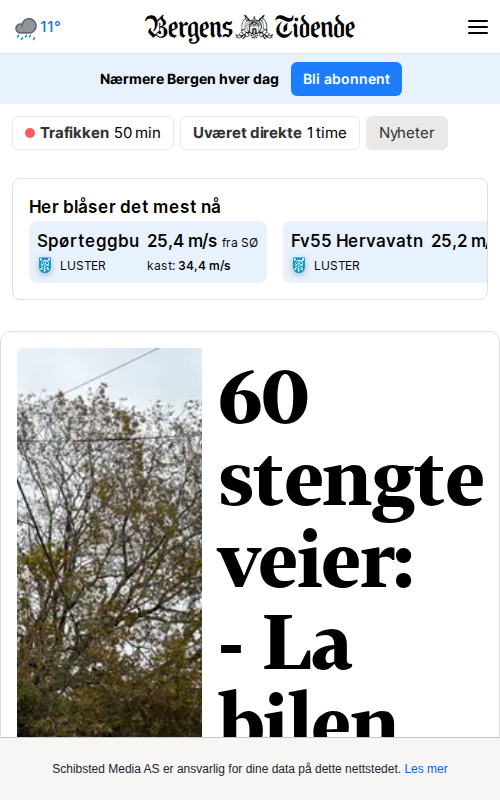 11°
Bergens Tidende
Nærmere Bergen hver dag
Bli abonnent
Trafikken 50 min
Uværet direkte 1 time
Nyheter
Her blåser det mest nå
Spørteggbu 25,4 m/s fra SØ
LUSTER kast: 34,4 m/s
Fv55 Hervavatn 25,2 m/
LUSTER
60
stengte
veier:
- La
bilen
Schibsted Media AS er ansvarlig for dine data på dette nettstedet. Les mer